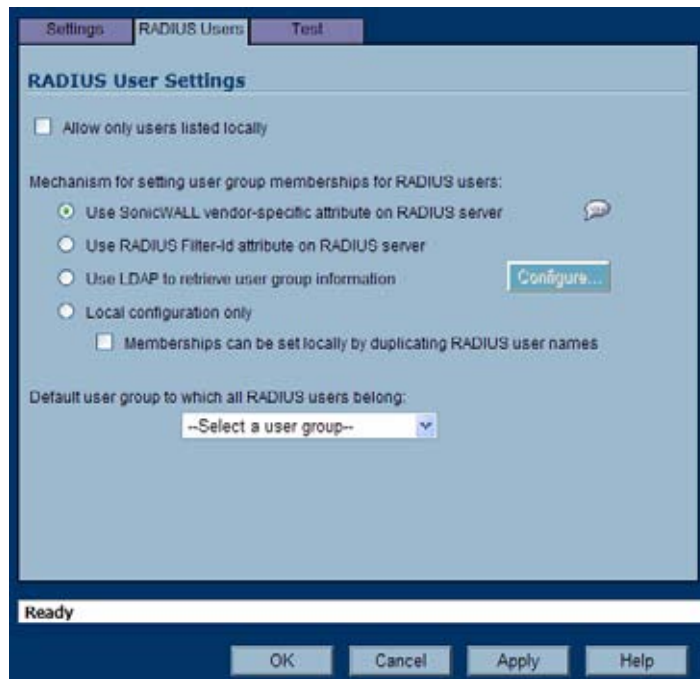 Settings RADIUS Users Test
RADIUS User Settings
Allow only users listed locally
Mechanism for setting user group memberships for RADIUS users:
Use SonicWALL vendor-specific attribute on RADIUS server
Use RADIUS Filter-Id attribute on RADIUS server
Use LDAP to retrieve user group information Configure...
Local configuration only
Memberships can be set locally by duplicating RADIUS user names
Default user group to which all RADIUS users belong:
--Select a user group--
Ready
OK Cancel Apply Help